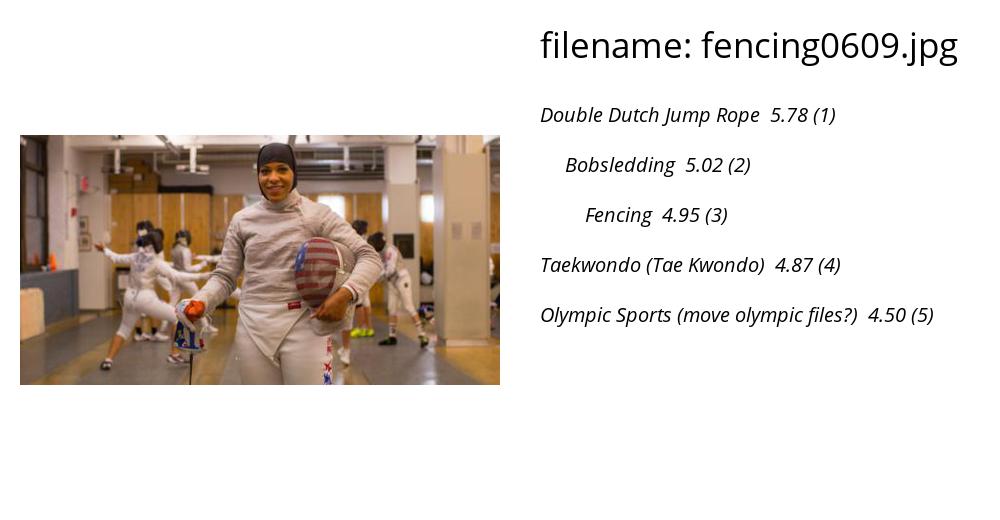 filename: fencing0609.jpg
Double Dutch Jump Rope 5.78 (1)
Bobsledding 5.02 (2)
Fencing 4.95 (3)
Taekwondo (Tae Kwondo) 4.87 (4)
Olympic Sports (move olympic files?) 4.50 (5)